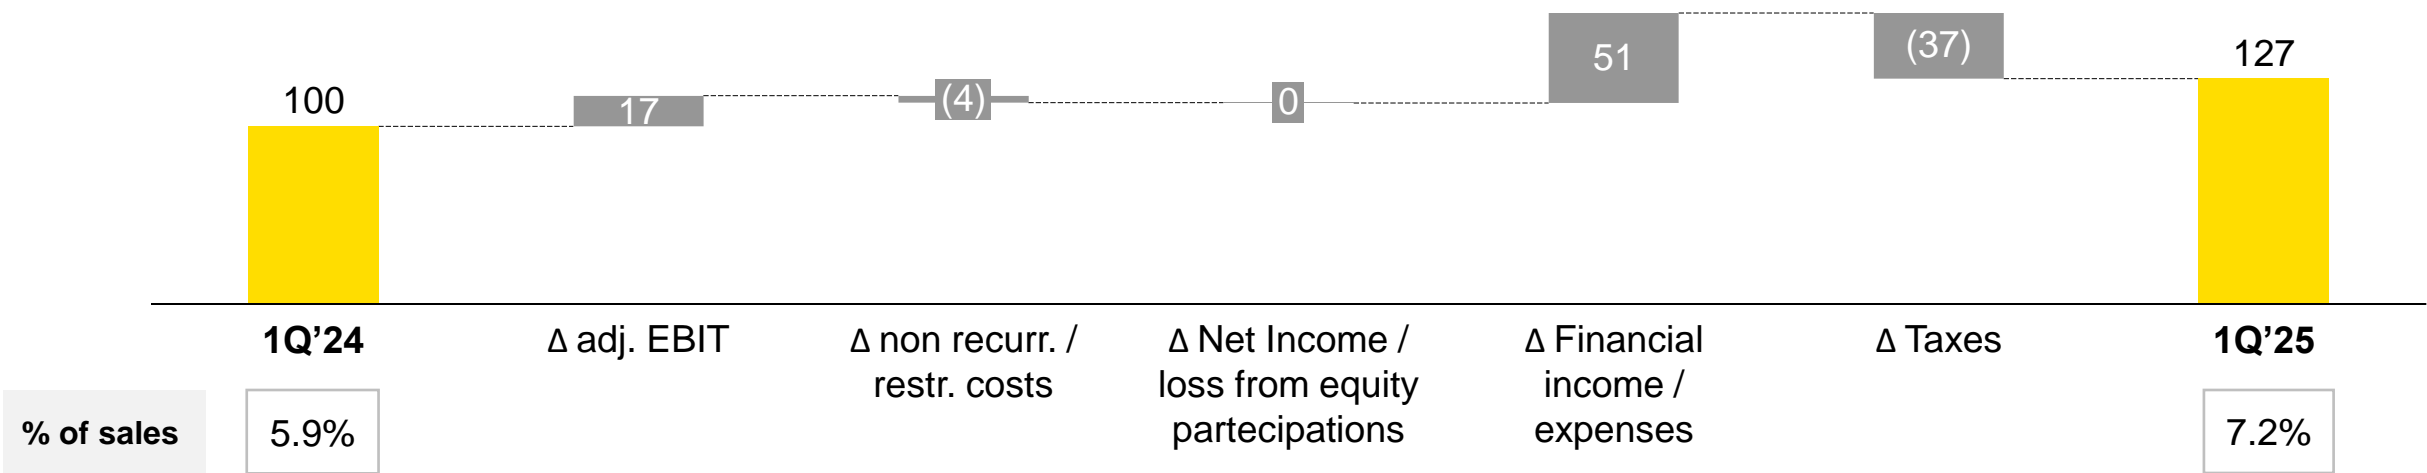 100
17
(4)
0
51
(37)
127
1Q’24
Δ adj. EBIT
Δ non recurr. /
restr. costs
Δ Net Income /
loss from equity
partecipations
Δ Financial
income /
expenses
Δ Taxes
1Q’25
% of sales
5.9%
7.2%